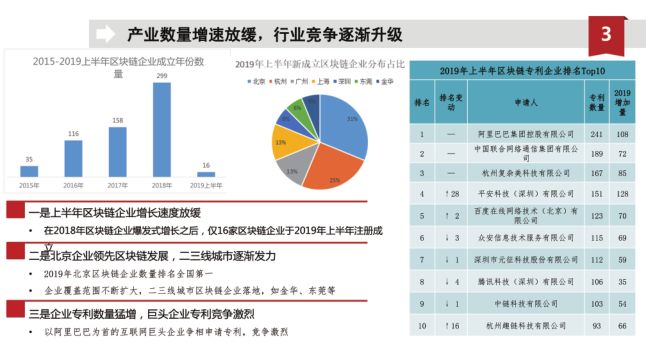 产业数量增速放缓，行业竞争逐渐升级
3
2015-2019上半年区块链企业成立年份数
量
35
116
158
299
16
2015年 2016年 2017年 2018年 2019上半年
2019年上半年新成立区块链企业分布占比
北京 杭州 广州 上海 深圳 东莞 金华
31%
25%
13%
13%
6%
6%
6%
一是上半年区块链企业增长速度放缓
• 在2018年区块链企业爆发式增长之后，仅16家区块链企业于2019年上半年注册成
立
二是北京企业领先区块链发展，二三线城市逐渐发力
• 2019年北京区块链企业数量排名全国第一
• 企业覆盖范围不断扩大，二三线城市区块链企业落地，如金华、东莞等
三是企业专利数量猛增，巨头企业专利竞争激烈
• 以阿里巴巴为首的互联网巨头企业争相申请专利，竞争激烈
2019年上半年区块链专利企业排名Top10
排名 排名变动 申请人 专利数量 2019增加量
1 — 阿里巴巴集团控股有限公司 241 108
2 — 中国联合网络通信集团有限公司 189 72
3 — 杭州复杂美科技有限公司 167 85
4 ↑28 平安科技（深圳）有限公司 151 128
5 ↑2 百度在线网络技术（北京）有限公司 123 70
6 ↓3 众安信息技术服务有限公司 115 69
7 ↓1 深圳市元征科技股份有限公司 112 59
8 ↓4 腾讯科技（深圳）有限公司 106 35
9 ↓1 中链科技有限公司 103 54
10 ↑16 杭州趣链科技有限公司 93 66